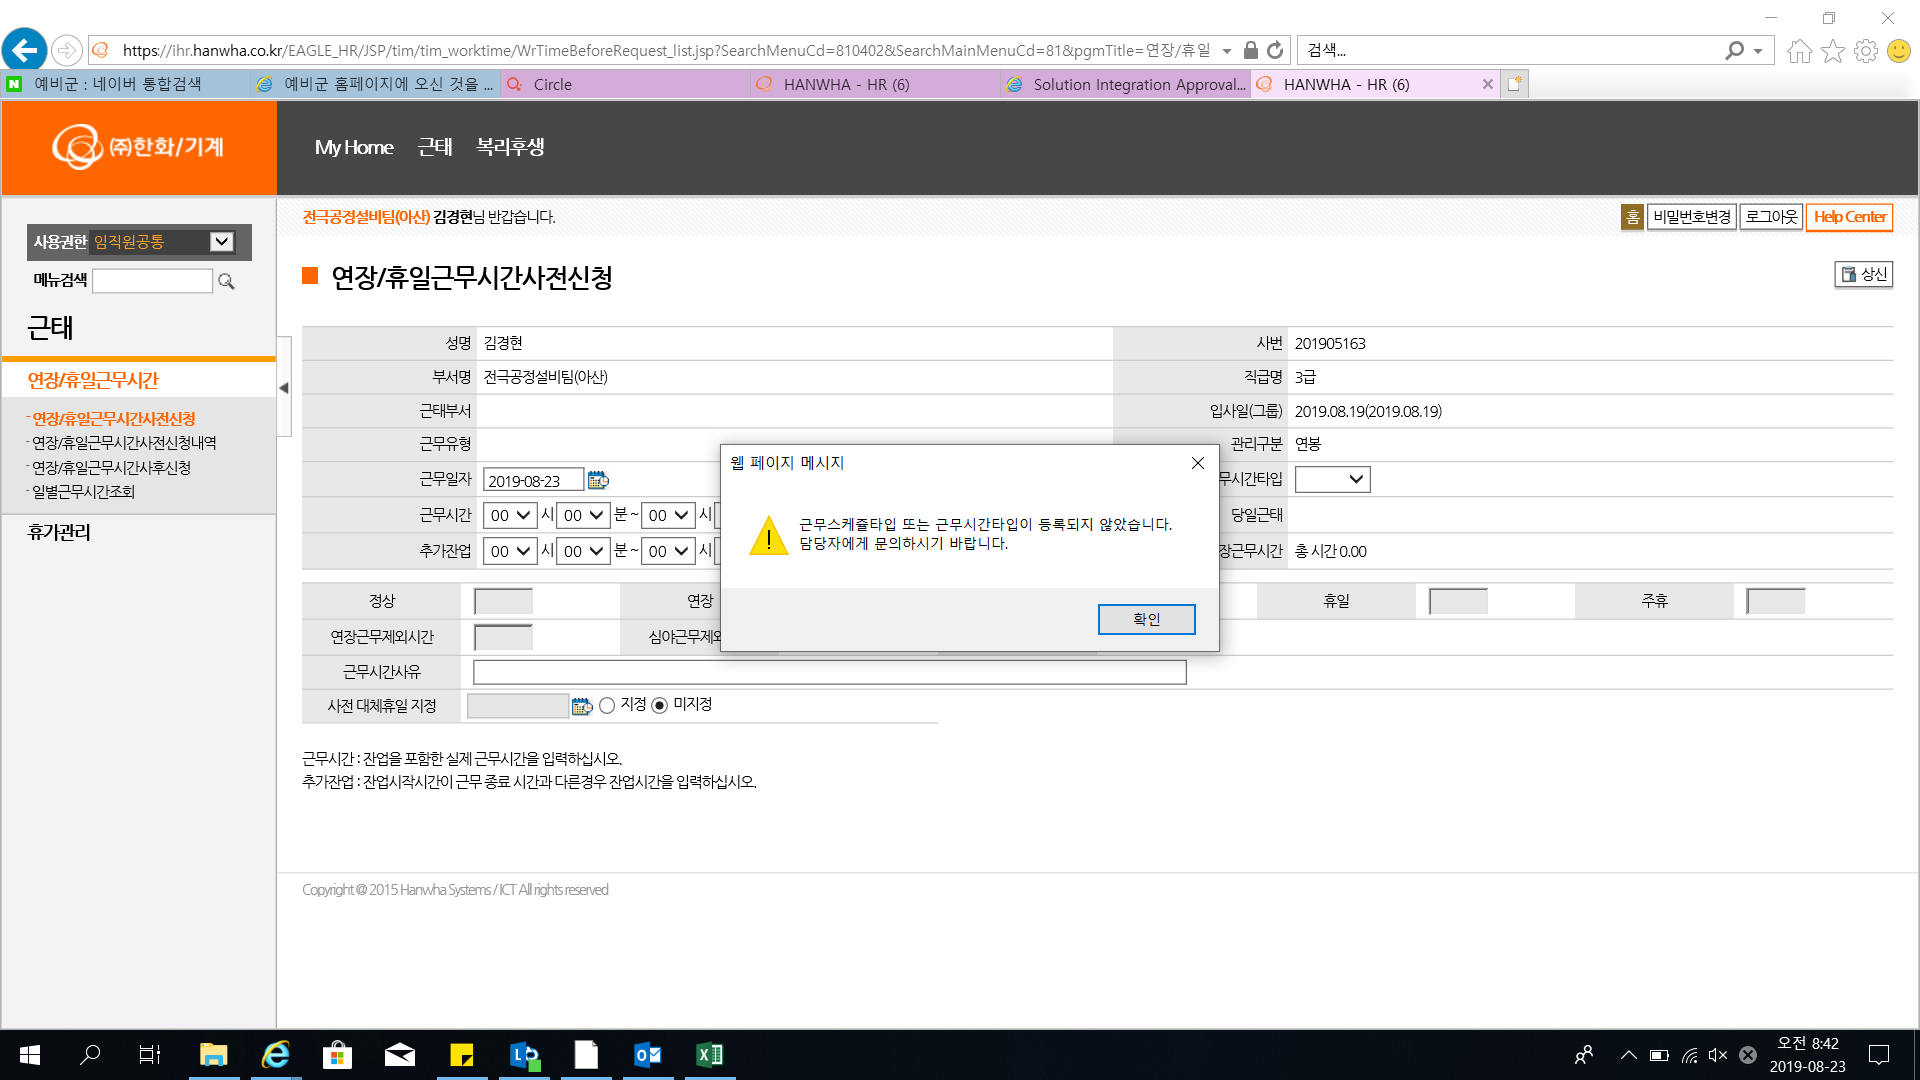 https://ihr.hanwha.co.kr/EAGLE_HR/JSP/tim/tim_worktime/WrTimeBeforeRequest_list.jsp?SearchMenuCd=810402&SearchMainMenuCd=81&pgmTitle=연장/휴일
검색...
예비군 : 네이버 통합검색
예비군 홈페이지에 오신 것을 ...
Circle
HANWHA - HR (6)
Solution Integration Approval...
HANWHA - HR (6)
㈜한화/기계
My Home 근태 복리후생
전극공정설비팀(아산) 김경현님 반갑습니다.
홈 비밀번호변경 로그아웃 Help Center
사용권한 임직원공통
메뉴검색
근태
연장/휴일근무시간
- 연장/휴일근무시간사전신청
- 연장/휴일근무시간사전신청내역
- 연장/휴일근무시간사후신청
- 일별근무시간조회
휴가관리
연장/휴일근무시간사전신청
상신
성명 김경현 사번 201905163
부서명 전극공정설비팀(아산) 직급명 3급
근태부서 입사일(그룹) 2019.08.19(2019.08.19)
근무유형 관리구분 연봉
근무일자 2019-08-23 무시간타입
근무시간 00 시 00 분 ~ 00 시 당일근태
추가잔업 00 시 00 분 ~ 00 시 장근무시간 총 시간 0.00
웹 페이지 메시지
근무스케쥴타입 또는 근무시간타입이 등록되지 않았습니다.
담당자에게 문의하시기 바랍니다.
확인
정상 연장 휴일 주휴
연장근무제외시간 심야근무제외
근무시간사유
사전 대체휴일 지정 지정 미지정
근무시간 : 잔업을 포함한 실제 근무시간을 입력하십시오.
추가잔업 : 잔업시작시간이 근무 종료 시간과 다른경우 잔업시간을 입력하십시오.
Copyright @ 2015 Hanwha Systems / ICT All rights reserved
오전 8:42
2019-08-23